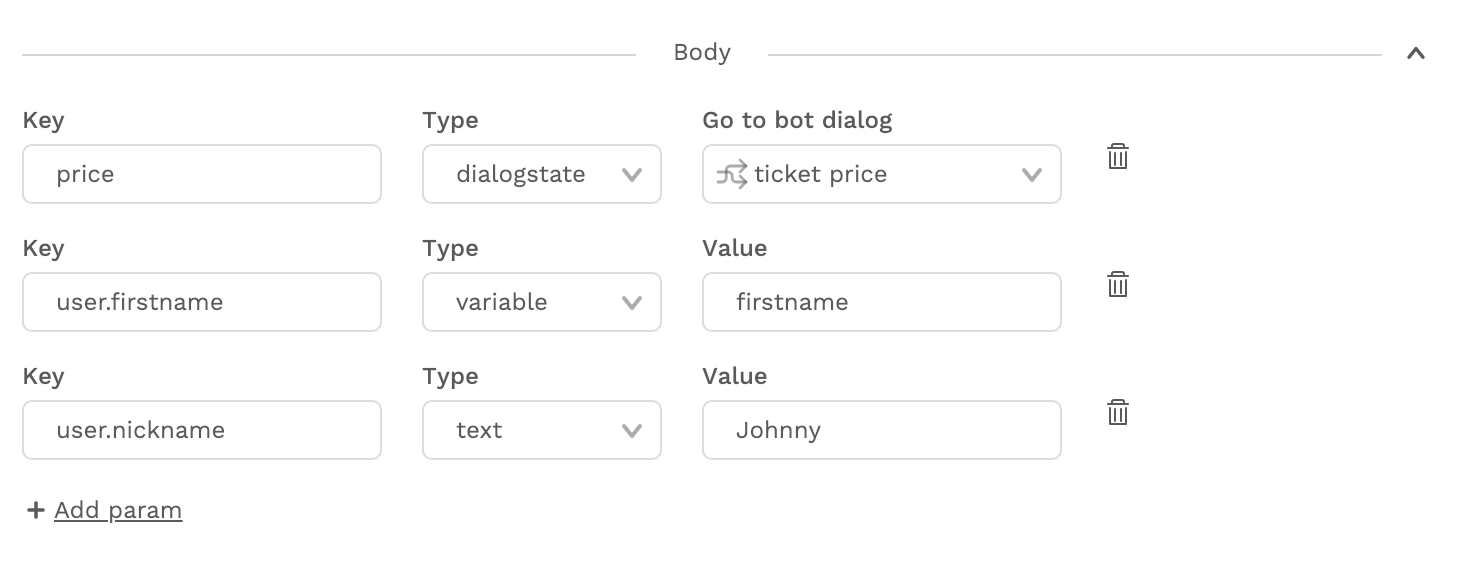 Body
Key Type Go to bot dialog
price dialogstate ticket price
Key Type Value
user.firstname variable firstname
Key Type Value
user.nickname text Johnny
+ Add param